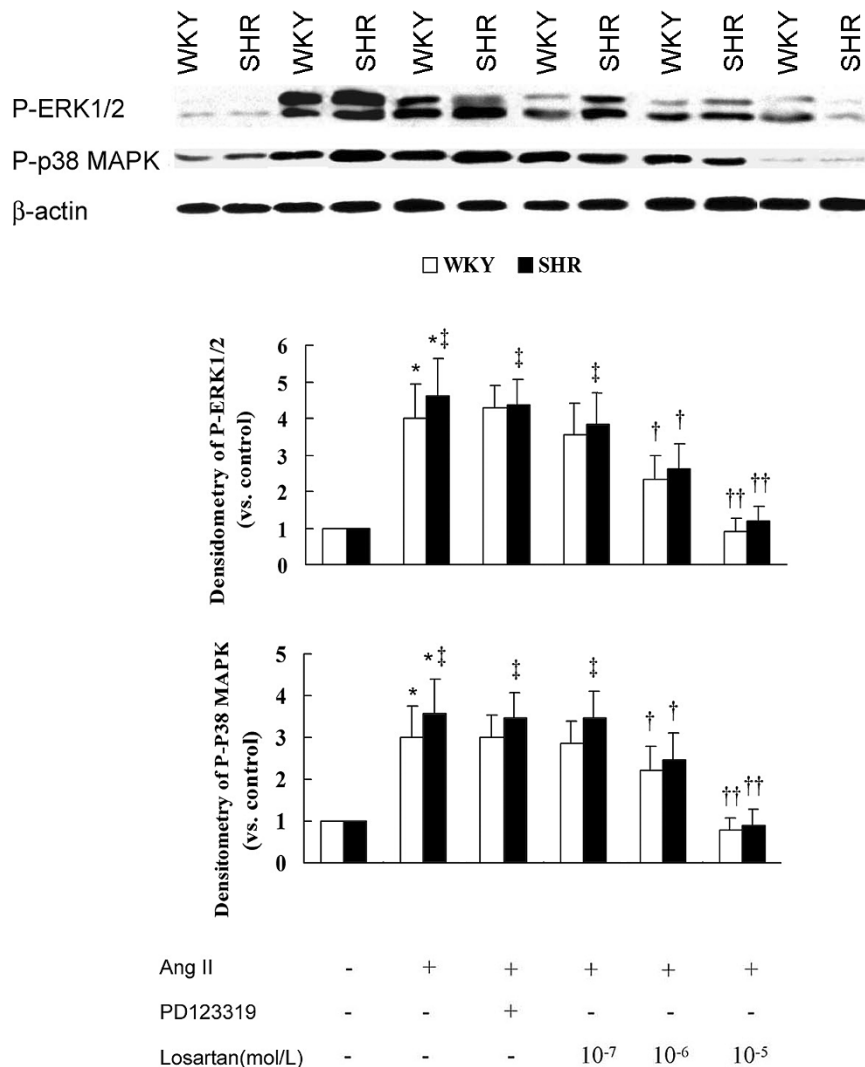 WKY SHR WKY SHR WKY SHR WKY SHR WKY SHR WKY SHR
P-ERK1/2
P-p38 MAPK
β-actin
WKY SHR
Densidometry of P-ERK1/2
(vs. control)
6
5
4
3
2
1
0
* *‡ ‡ ‡ † † †† ††
Densitometry of P-P38 MAPK
(vs. control)
5
4
3
2
1
0
* *‡ ‡ ‡ † † †† ††
Ang II - + + + + +
PD123319 - - + - - -
Losartan(mol/L) - - - 10⁻⁷ 10⁻⁶ 10⁻⁵